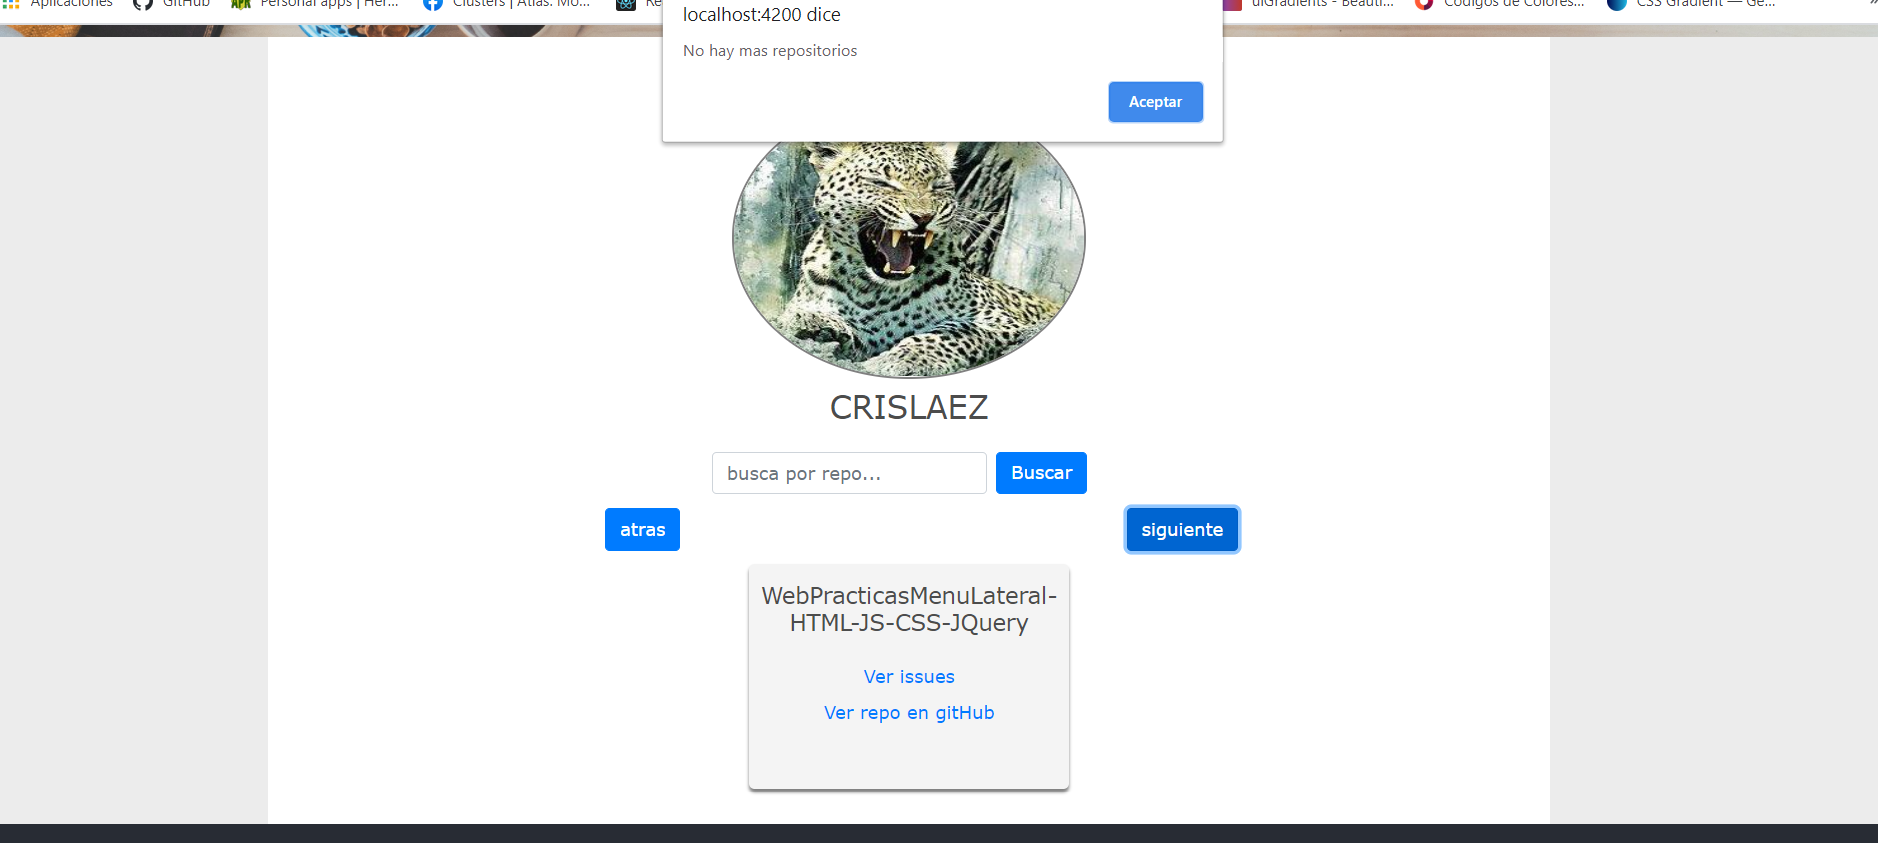 Aplicaciones GitHub Personal apps | Her... Clusters | Atlas: Mo... Re uiGradients - Beauti... Códigos de Colores... CSS Gradient — Ge...
localhost:4200 dice
No hay mas repositorios
Aceptar
CRISLAEZ
busca por repo... Buscar
atras siguiente
WebPracticasMenuLateral-
HTML-JS-CSS-JQuery
Ver issues
Ver repo en gitHub